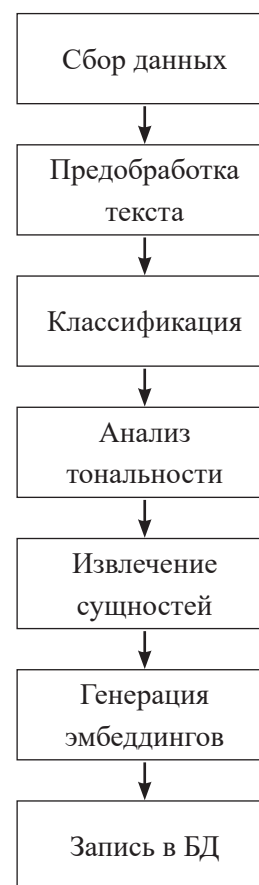 Сбор данных
Предобработка
текста
Классификация
Анализ
тональности
Извлечение
сущностей
Генерация
эмбеддингов
Запись в БД